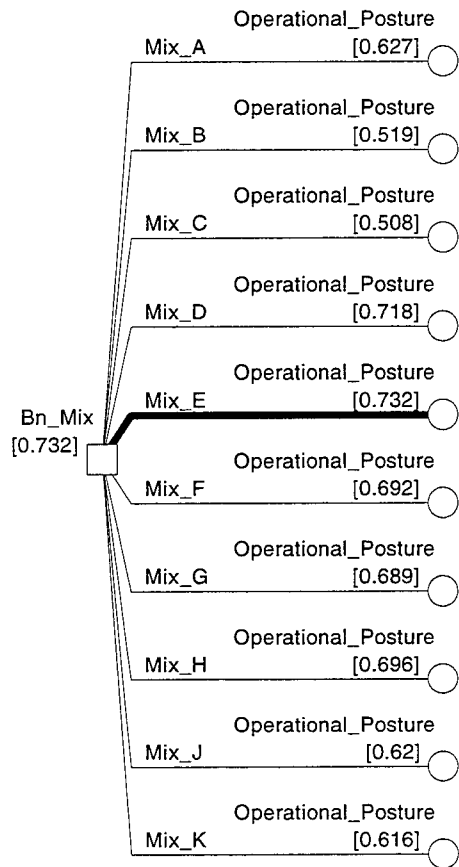 Operational_Posture
Mix_A [0.627]
Operational_Posture
Mix_B [0.519]
Operational_Posture
Mix_C [0.508]
Operational_Posture
Mix_D [0.718]
Operational_Posture
Mix_E [0.732]
Bn_Mix
[0.732]
Operational_Posture
Mix_F [0.692]
Operational_Posture
Mix_G [0.689]
Operational_Posture
Mix_H [0.696]
Operational_Posture
Mix_J [0.62]
Operational_Posture
Mix_K [0.616]